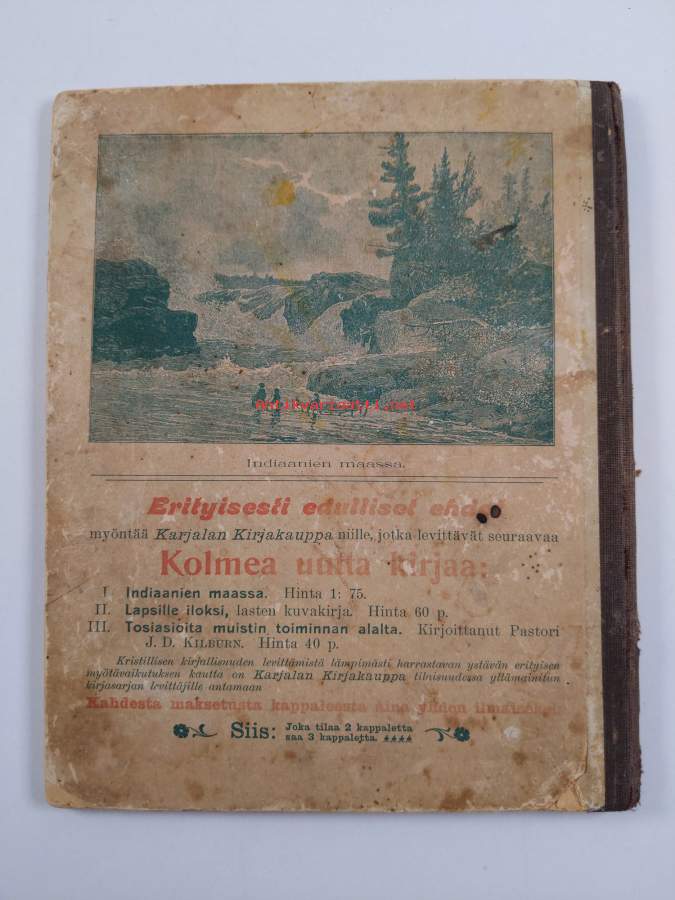 antikvariaatti.net
Indiaanien maassa.
Erityisesti edulliset ehdot
myöntää Karjalan Kirjakauppa niille, jotka levittävät seuraavaa
Kolmea uutta kirjaa:
I. Indiaanien maassa. Hinta 1: 75.
II. Lapsille iloksi, lasten kuvakirja. Hinta 60 p.
III. Tosiasioita muistin toiminnan alalta. Kirjoittanut Pastori
J. D. KILBURN. Hinta 40 p.
Kristillisen kirjallisuuden levittämistä lämpimästi harrastavan ystävän erityisen
myötävaikutuksen kautta on Karjalan Kirjakauppa tilaisuudessa yllämainitun
kirjasarjan levittäjille antamaan
Kahdesta maksetusta kappaleesta aina yhden ilmaiseksi.
Siis: Joka tilaa 2 kappaletta
saa 3 kappaletta.